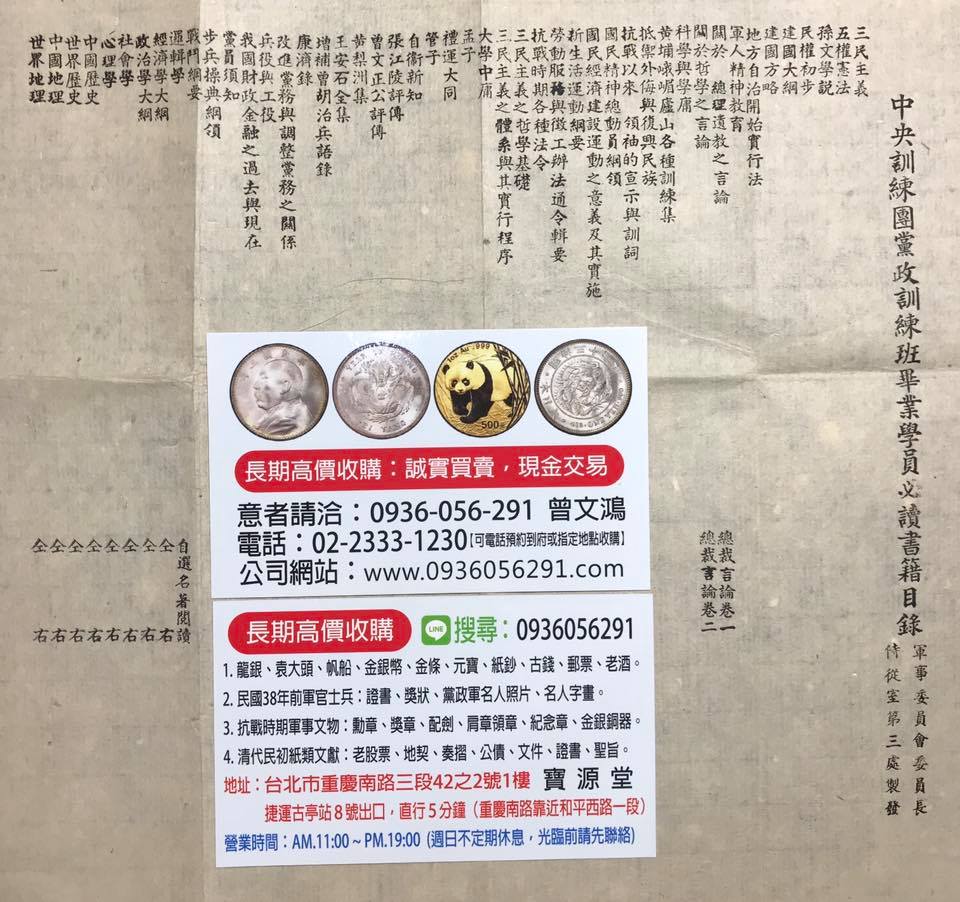 中央訓練團黨政訓練班畢業學員必讀書籍目錄
軍事委員會委員長
侍從室第三處製發
三民主義
五權憲法
孫文學說
民權初步
建國大綱
建國方略
地方自治開始實行法
軍人精神教育
關於 總理遺教之言論
總裁言論卷一
關於哲學之言論
總裁言論卷二
科學與學庸
黃埔峨嵋廬山各種訓練集
抵禦外侮與復興民族
抗戰以來 領袖的宣示與訓詞
國民精神總動員綱領
國民經濟建設運動之意義及其實施
新生活運動綱要
勞動服務與徵工辦法通令輯要
抗戰時期各種法令
三民主義之哲學基礎
三民主義之體系與其實行程序
大學中庸
孟子
禮運大同
管子
自衛新知
張江陵評傳
曾文正公評傳
黃梨洲集
王安石全集
增補曾胡治兵語錄
康濟錄
改進黨務與調整黨務之關係
兵役與工役
我國財政金融之過去與現在
黨員須知
步兵操典綱領
戰鬥綱要
邏輯學
經濟學大綱
政治學大綱
社會學
心理學
中國歷史
世界歷史
中國地理
世界地理
自選名著閱讀
仝右
仝右
仝右
仝右
仝右
仝右
仝右
仝右
1oz Au .999
500元
長期高價收購：誠實買賣，現金交易
意者請洽：0936-056-291 曾文鴻
電話：02-2333-1230【可電話預約到府或指定地點收購】
公司網站：www.0936056291.com
長期高價收購 LINE 搜尋：0936056291
1. 龍銀、袁大頭、帆船、金銀幣、金條、元寶、紙鈔、古錢、郵票、老酒。
2. 民國38年前軍官士兵：證書、獎狀、黨政軍名人照片、名人字畫。
3. 抗戰時期軍事文物：勳章、獎章、配劍、肩章領章、紀念章、金銀銅器。
4. 清代民初紙類文獻：老股票、地契、奏摺、公債、文件、證書、聖旨。
地址：台北市重慶南路三段42之2號1樓 寶源堂
捷運古亭站8號出口，直行5分鐘（重慶南路靠近和平西路一段）
營業時間：AM.11:00 ~ PM.19:00 (週日不定期休息，光臨前請先聯絡)